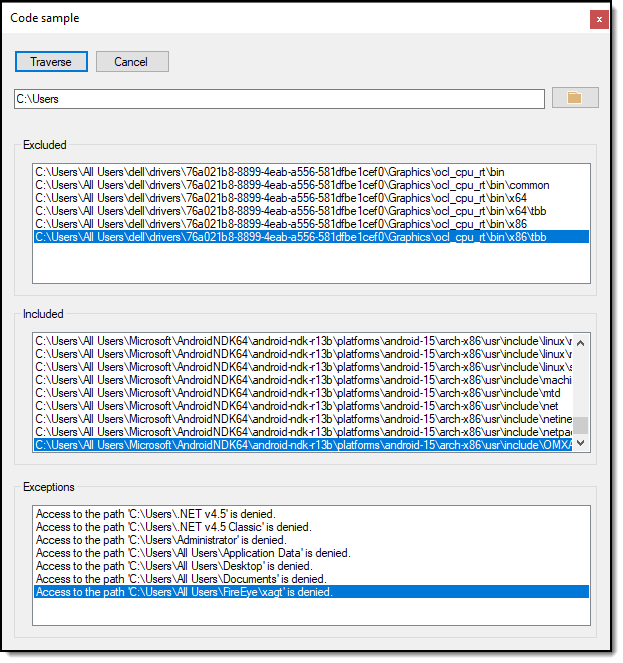 Code sample
x
Traverse
Cancel
C:\Users
Excluded
C:\Users\All Users\dell\drivers\76a021b8-8899-4eab-a556-581dfbe1cef0\Graphics\ocl_cpu_rt\bin
C:\Users\All Users\dell\drivers\76a021b8-8899-4eab-a556-581dfbe1cef0\Graphics\ocl_cpu_rt\bin\common
C:\Users\All Users\dell\drivers\76a021b8-8899-4eab-a556-581dfbe1cef0\Graphics\ocl_cpu_rt\bin\x64
C:\Users\All Users\dell\drivers\76a021b8-8899-4eab-a556-581dfbe1cef0\Graphics\ocl_cpu_rt\bin\x64\tbb
C:\Users\All Users\dell\drivers\76a021b8-8899-4eab-a556-581dfbe1cef0\Graphics\ocl_cpu_rt\bin\x86
C:\Users\All Users\dell\drivers\76a021b8-8899-4eab-a556-581dfbe1cef0\Graphics\ocl_cpu_rt\bin\x86\tbb
Included
C:\Users\All Users\Microsoft\AndroidNDK64\android-ndk-r13b\platforms\android-15\arch-x86\usr\include\linux\
C:\Users\All Users\Microsoft\AndroidNDK64\android-ndk-r13b\platforms\android-15\arch-x86\usr\include\linux\
C:\Users\All Users\Microsoft\AndroidNDK64\android-ndk-r13b\platforms\android-15\arch-x86\usr\include\linux\s
C:\Users\All Users\Microsoft\AndroidNDK64\android-ndk-r13b\platforms\android-15\arch-x86\usr\include\machi
C:\Users\All Users\Microsoft\AndroidNDK64\android-ndk-r13b\platforms\android-15\arch-x86\usr\include\mtd
C:\Users\All Users\Microsoft\AndroidNDK64\android-ndk-r13b\platforms\android-15\arch-x86\usr\include\net
C:\Users\All Users\Microsoft\AndroidNDK64\android-ndk-r13b\platforms\android-15\arch-x86\usr\include\netine
C:\Users\All Users\Microsoft\AndroidNDK64\android-ndk-r13b\platforms\android-15\arch-x86\usr\include\netpac
C:\Users\All Users\Microsoft\AndroidNDK64\android-ndk-r13b\platforms\android-15\arch-x86\usr\include\OMXA
Exceptions
Access to the path 'C:\Users\.NET v4.5' is denied.
Access to the path 'C:\Users\.NET v4.5 Classic' is denied.
Access to the path 'C:\Users\Administrator' is denied.
Access to the path 'C:\Users\All Users\Application Data' is denied.
Access to the path 'C:\Users\All Users\Desktop' is denied.
Access to the path 'C:\Users\All Users\Documents' is denied.
Access to the path 'C:\Users\All Users\FireEye\xagt' is denied.